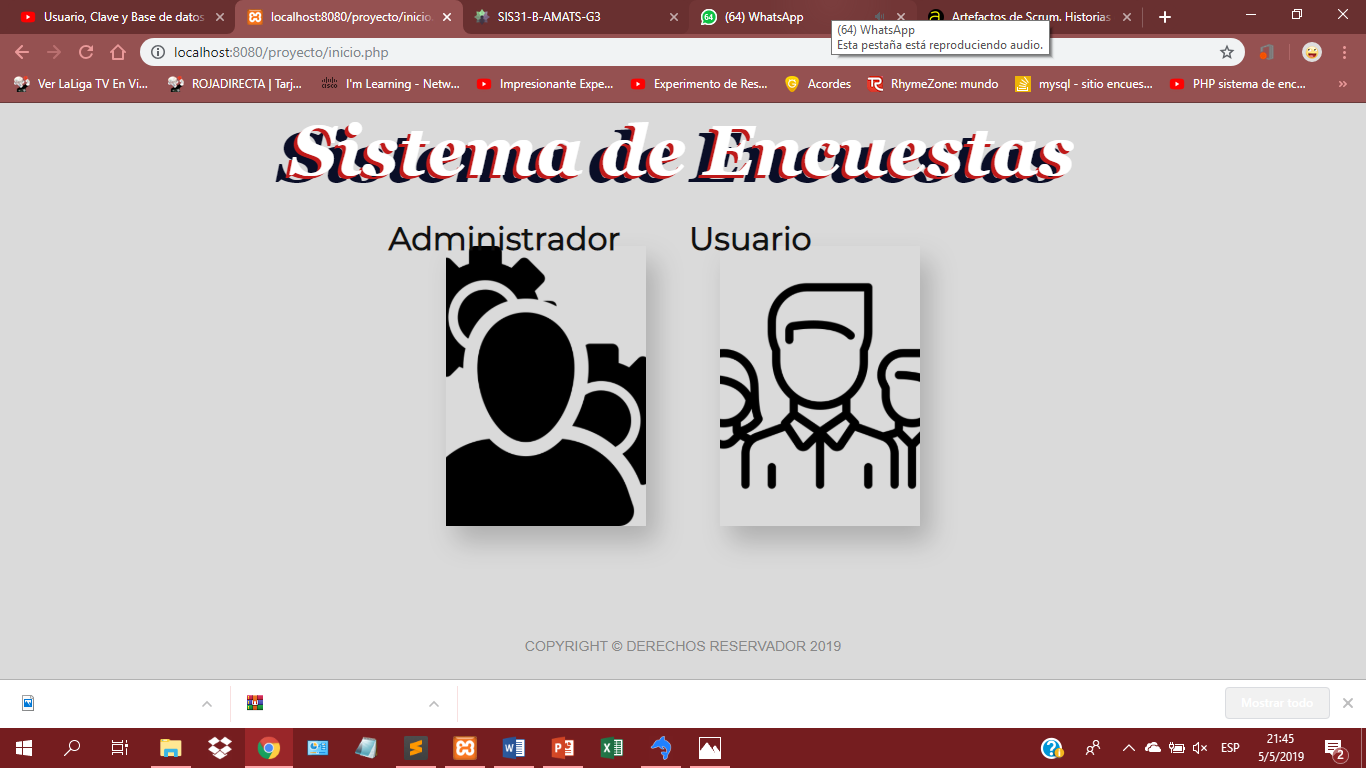 Usuario, Clave y Base de datos
localhost:8080/proyecto/inicio.
SIS31-B-AMATS-G3
64
(64) WhatsApp
Artefactos de Scrum. Historias
(64) WhatsApp
Esta pestaña está reproduciendo audio.
localhost:8080/proyecto/inicio.php
Ver LaLiga TV En Vi...
ROJADIRECTA | Tarj...
I'm Learning - Netw...
Impresionante Expe...
Experimento de Res...
Acordes
RhymeZone: mundo
mysql - sitio encues...
PHP sistema de enc...
Sistema de Encuestas
Administrador
Usuario
COPYRIGHT © DERECHOS RESERVADOR 2019
Mostrar todo
ESP
21:45
5/5/2019
2